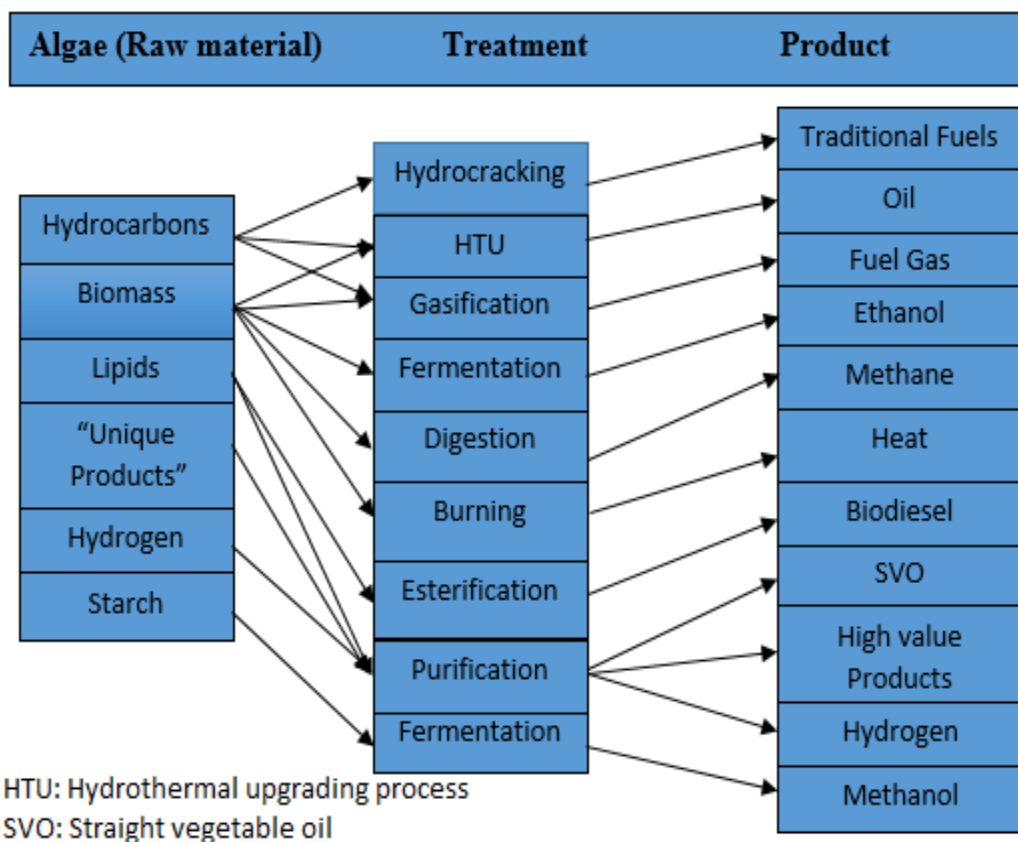 Algae (Raw material) Treatment Product
Hydrocarbons
Biomass
Lipids
“Unique
Products”
Hydrogen
Starch
Hydrocracking
HTU
Gasification
Fermentation
Digestion
Burning
Esterification
Purification
Fermentation
Traditional Fuels
Oil
Fuel Gas
Ethanol
Methane
Heat
Biodiesel
SVO
High value
Products
Hydrogen
Methanol
HTU: Hydrothermal upgrading process
SVO: Straight vegetable oil